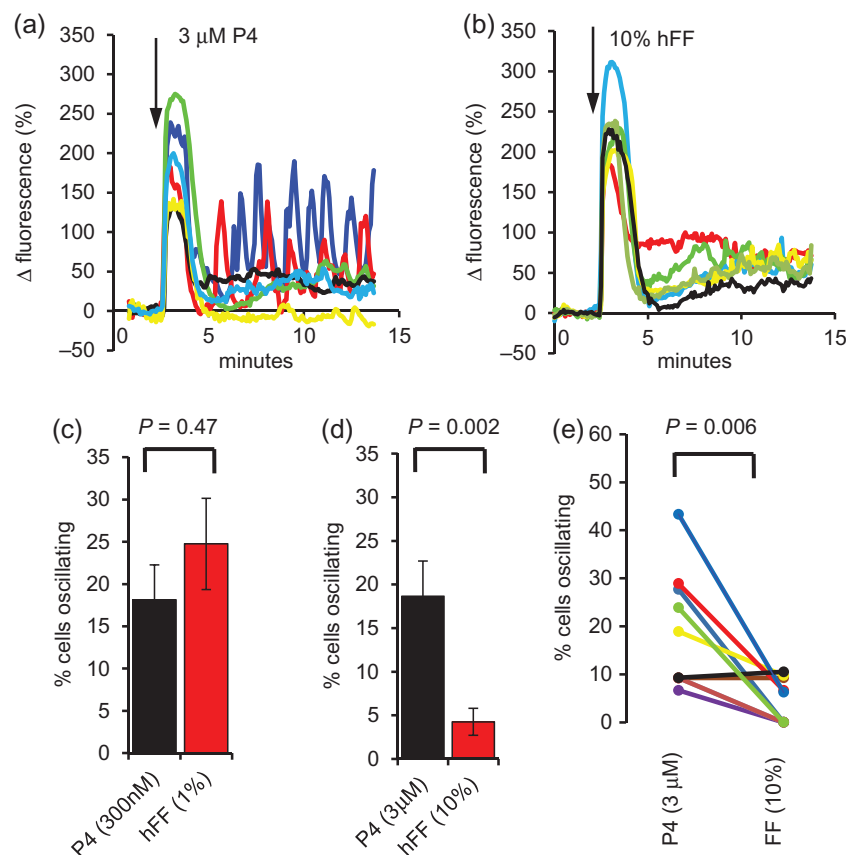 (a)
3 μM P4
Δ fluorescence (%)
350
300
250
200
150
100
50
0
–50
0
5
10
15
minutes
(b)
10% hFF
Δ fluorescence (%)
350
300
250
200
150
100
50
0
–50
0
5
10
15
minutes
(c)
P = 0.47
% cells oscillating
35
30
25
20
15
10
5
0
P4 (300nM)
hFF (1%)
(d)
P = 0.002
% cells oscillating
35
30
25
20
15
10
5
0
P4 (3μM)
hFF (10%)
(e)
P = 0.006
% cells oscillating
60
50
40
30
20
10
0
P4 (3 μM)
FF (10%)